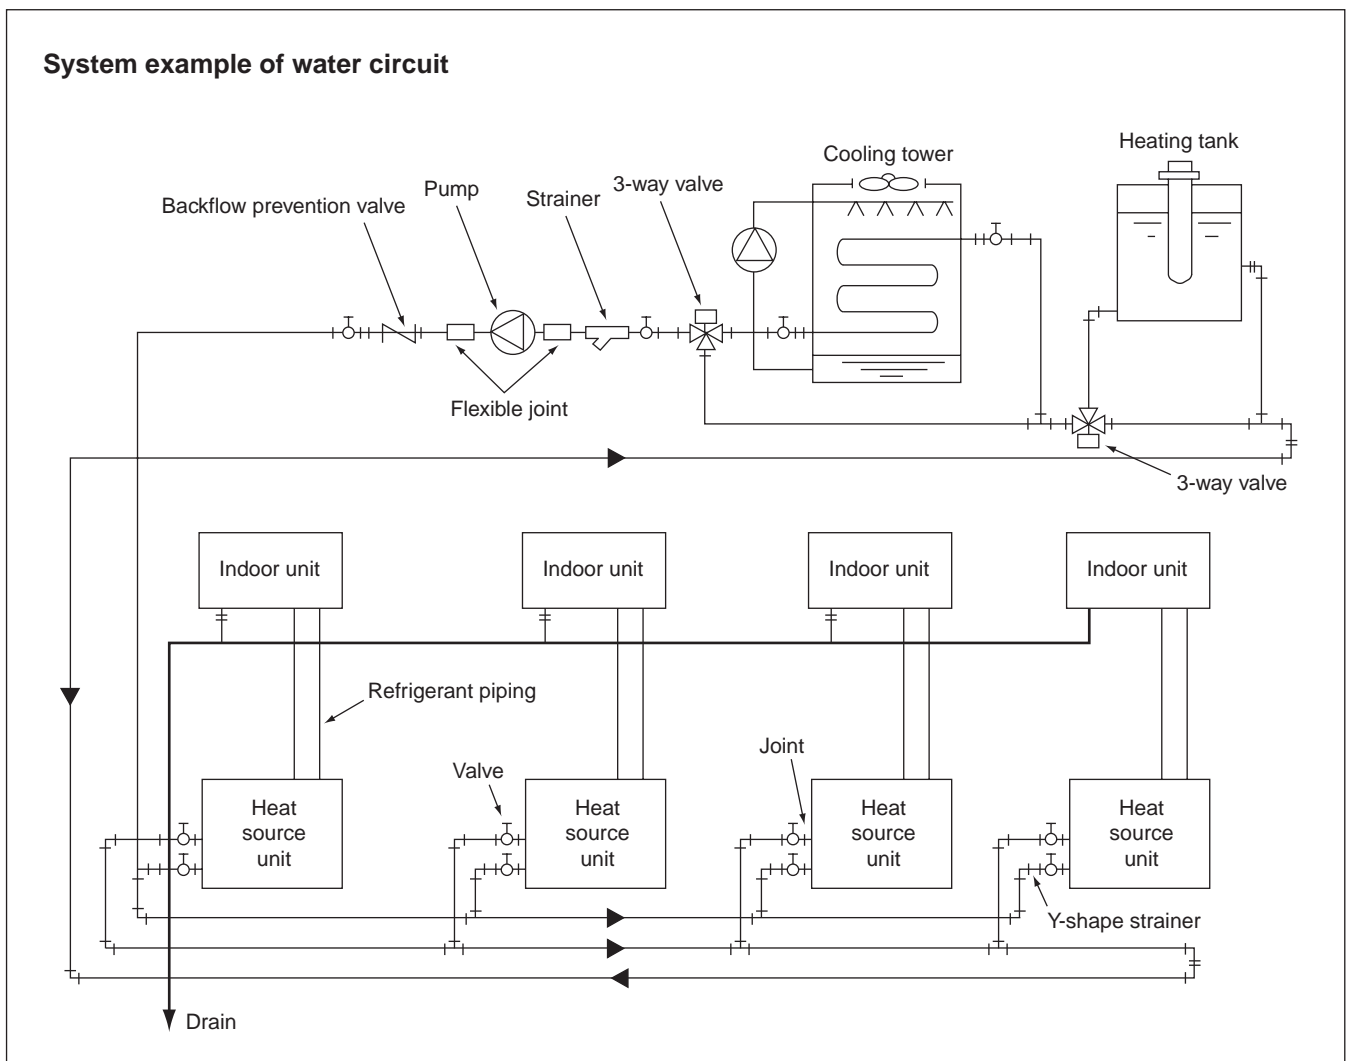 System example of water circuit
Heating tank
Cooling tower
3-way valve
Pump
Strainer
Backflow prevention valve
Flexible joint
3-way valve
Indoor unit
Indoor unit
Indoor unit
Indoor unit
Refrigerant piping
Joint
Valve
Heat
source
unit
Heat
source
unit
Heat
source
unit
Heat
source
unit
Y-shape strainer
Drain